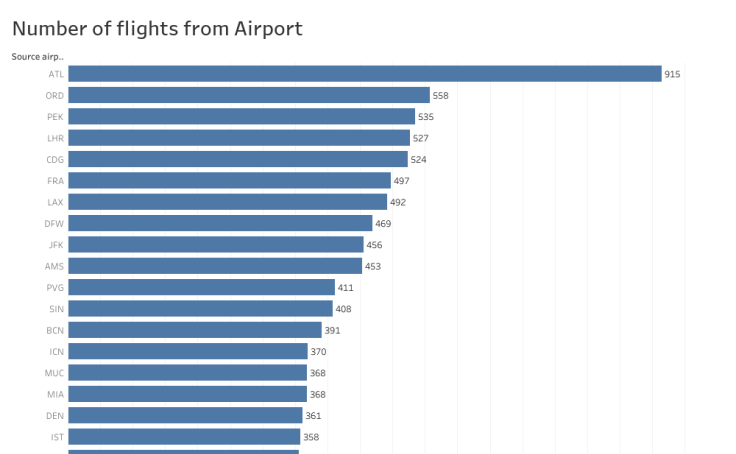 Number of flights from Airport
Source airp..
ATL 915
ORD 558
PEK 535
LHR 527
CDG 524
FRA 497
LAX 492
DFW 469
JFK 456
AMS 453
PVG 411
SIN 408
BCN 391
ICN 370
MUC 368
MIA 368
DEN 361
IST 358